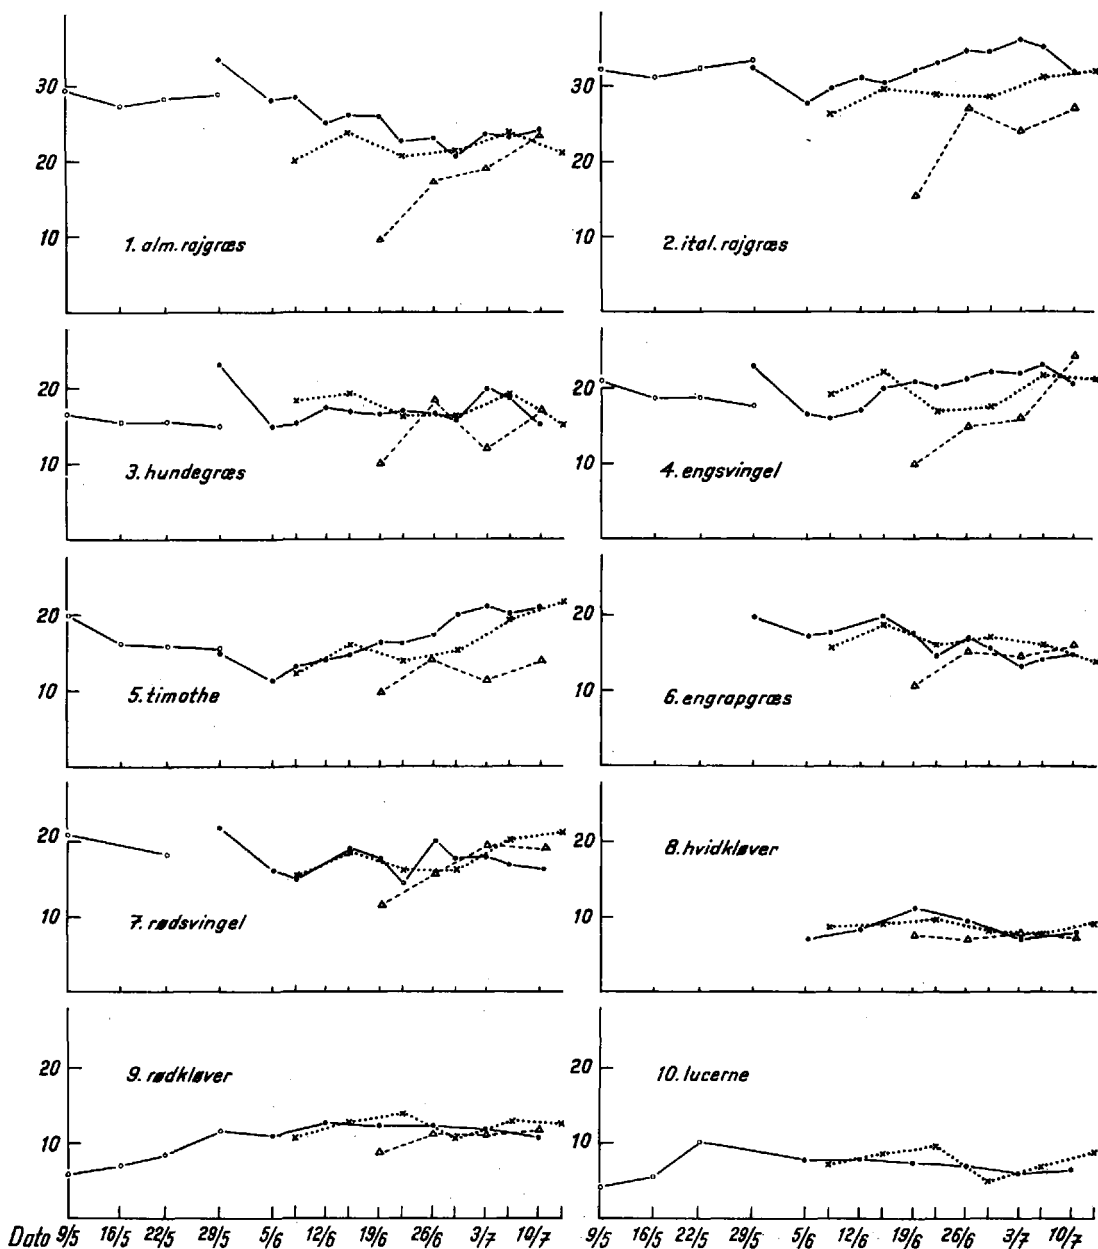 30
20
10
1. alm. rajgræs
30
20
10
2. ital. rajgræs
20
10
3. hundegræs
20
10
4. engsvingel
20
10
5. timothe
20
10
6. engrapgræs
20
10
7. rødsvingel
20
10
8. hvidkløver
20
10
9. rødkløver
20
10
10. lucerne
Dato 9/5 16/5 22/5 29/5 5/6 12/6 19/6 26/6 3/7 10/7
9/5 16/5 22/5 29/5 5/6 12/6 19/6 26/6 3/7 10/7